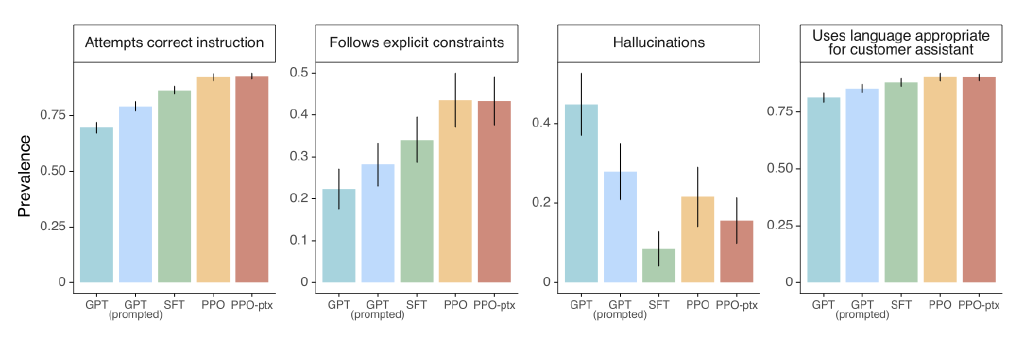 Attempts correct instruction
Follows explicit constraints
Hallucinations
Uses language appropriate
for customer assistant
Prevalence
0.75
0.50
0.25
0
GPT
GPT
(prompted)
SFT
PPO
PPO-ptx
0.5
0.4
0.3
0.2
0.1
0
GPT
GPT
(prompted)
SFT
PPO
PPO-ptx
0.4
0.2
0
GPT
GPT
(prompted)
SFT
PPO
PPO-ptx
0.75
0.50
0.25
0
GPT
GPT
(prompted)
SFT
PPO
PPO-ptx